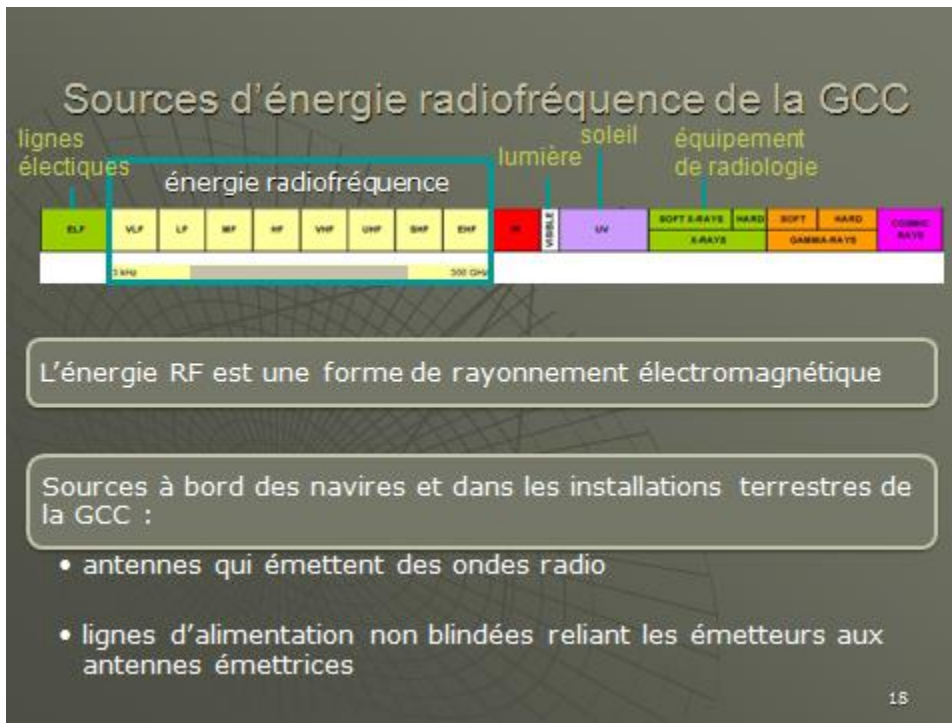 Sources d'énergie radiofréquence de la GCC
lignes
électiques
énergie radiofréquence
lumière
soleil
équipement
de radiologie
ELF VLF LF MF HF VHF UHF SHF EHF IR VISIBLE UV SOFT X-RAYS HARD SOFT HARD COSMIC
X-RAYS GAMMA-RAYS RAYS
3 kHz 300 GHz
L'énergie RF est une forme de rayonnement électromagnétique
Sources à bord des navires et dans les installations terrestres de
la GCC :
• antennes qui émettent des ondes radio
• lignes d'alimentation non blindées reliant les émetteurs aux
antennes émettrices
18